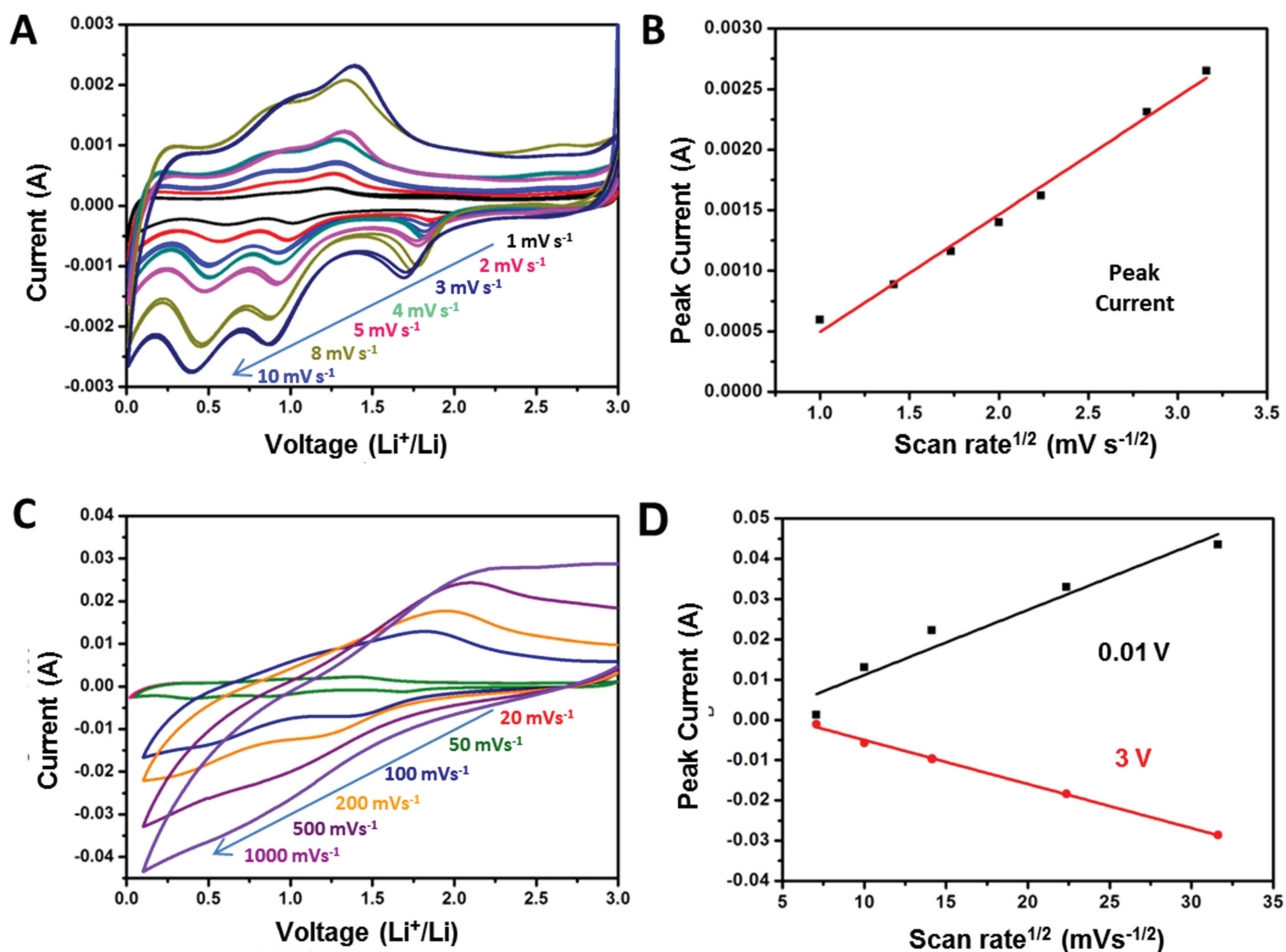 A
0.003
0.002
0.001
0.000
-0.001
-0.002
-0.003
Current (A)
0.0
0.5
1.0
1.5
2.0
2.5
3.0
Voltage (Li⁺/Li)
1 mV s⁻¹
2 mV s⁻¹
3 mV s⁻¹
4 mV s⁻¹
5 mV s⁻¹
8 mV s⁻¹
10 mV s⁻¹
B
0.0030
0.0025
0.0020
0.0015
0.0010
0.0005
0.0000
Peak Current (A)
Peak
Current
1.0
1.5
2.0
2.5
3.0
3.5
Scan rate¹ᐟ² (mV s⁻¹ᐟ²)
C
0.04
0.03
0.02
0.01
0.00
-0.01
-0.02
-0.03
-0.04
Current (A)
20 mVs⁻¹
50 mVs⁻¹
100 mVs⁻¹
200 mVs⁻¹
500 mVs⁻¹
1000 mVs⁻¹
0.0
0.5
1.0
1.5
2.0
2.5
3.0
Voltage (Li⁺/Li)
D
0.05
0.04
0.03
0.02
0.01
0.00
-0.01
-0.02
-0.03
-0.04
Peak Current (A)
0.01 V
3 V
5
10
15
20
25
30
35
Scan rate¹ᐟ² (mVs⁻¹ᐟ²)